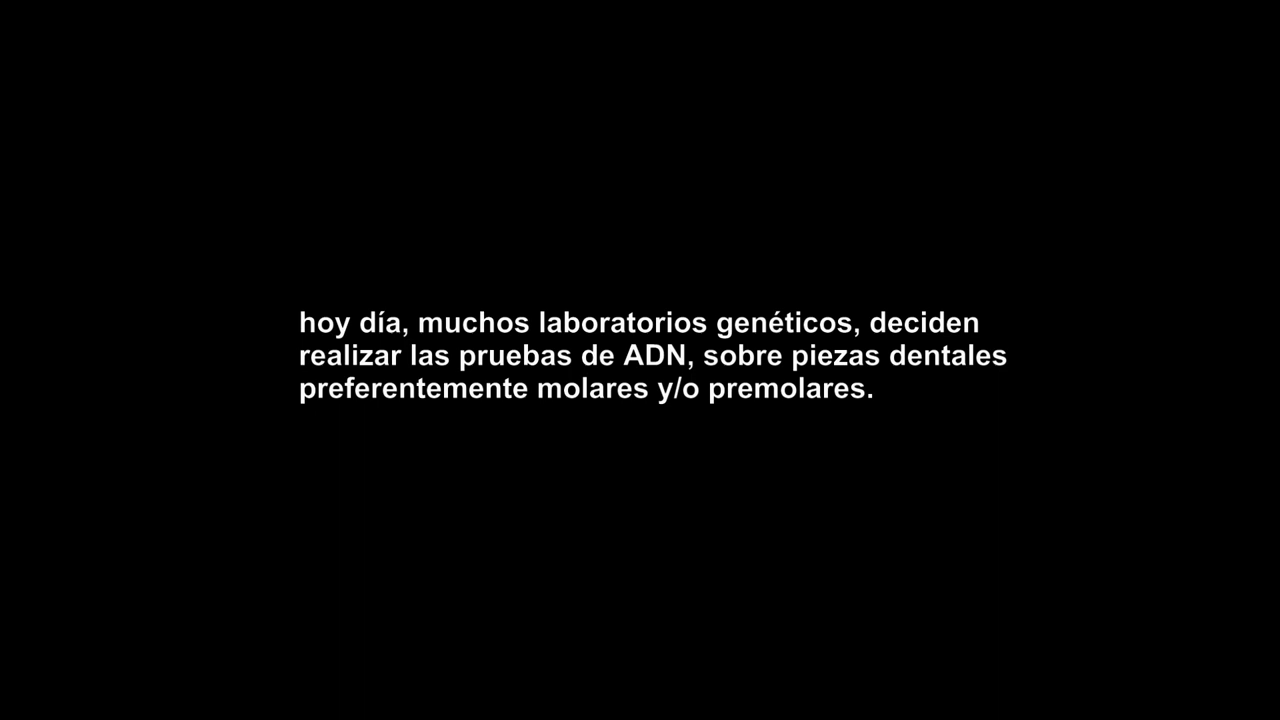 hoy día, muchos laboratorios genéticos, deciden
realizar las pruebas de ADN, sobre piezas dentales
preferentemente molares y/o premolares.